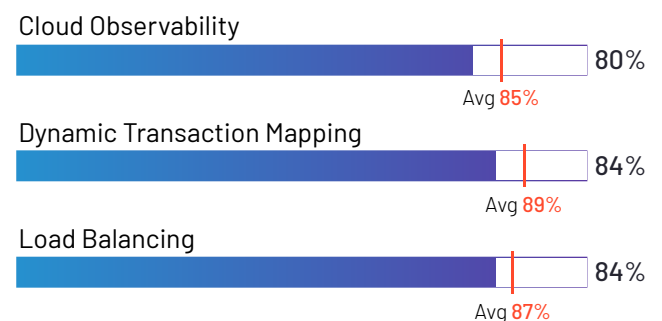 Cloud Observability
80%
Avg 85%
Dynamic Transaction Mapping
84%
Avg 89%
Load Balancing
84%
Avg 87%